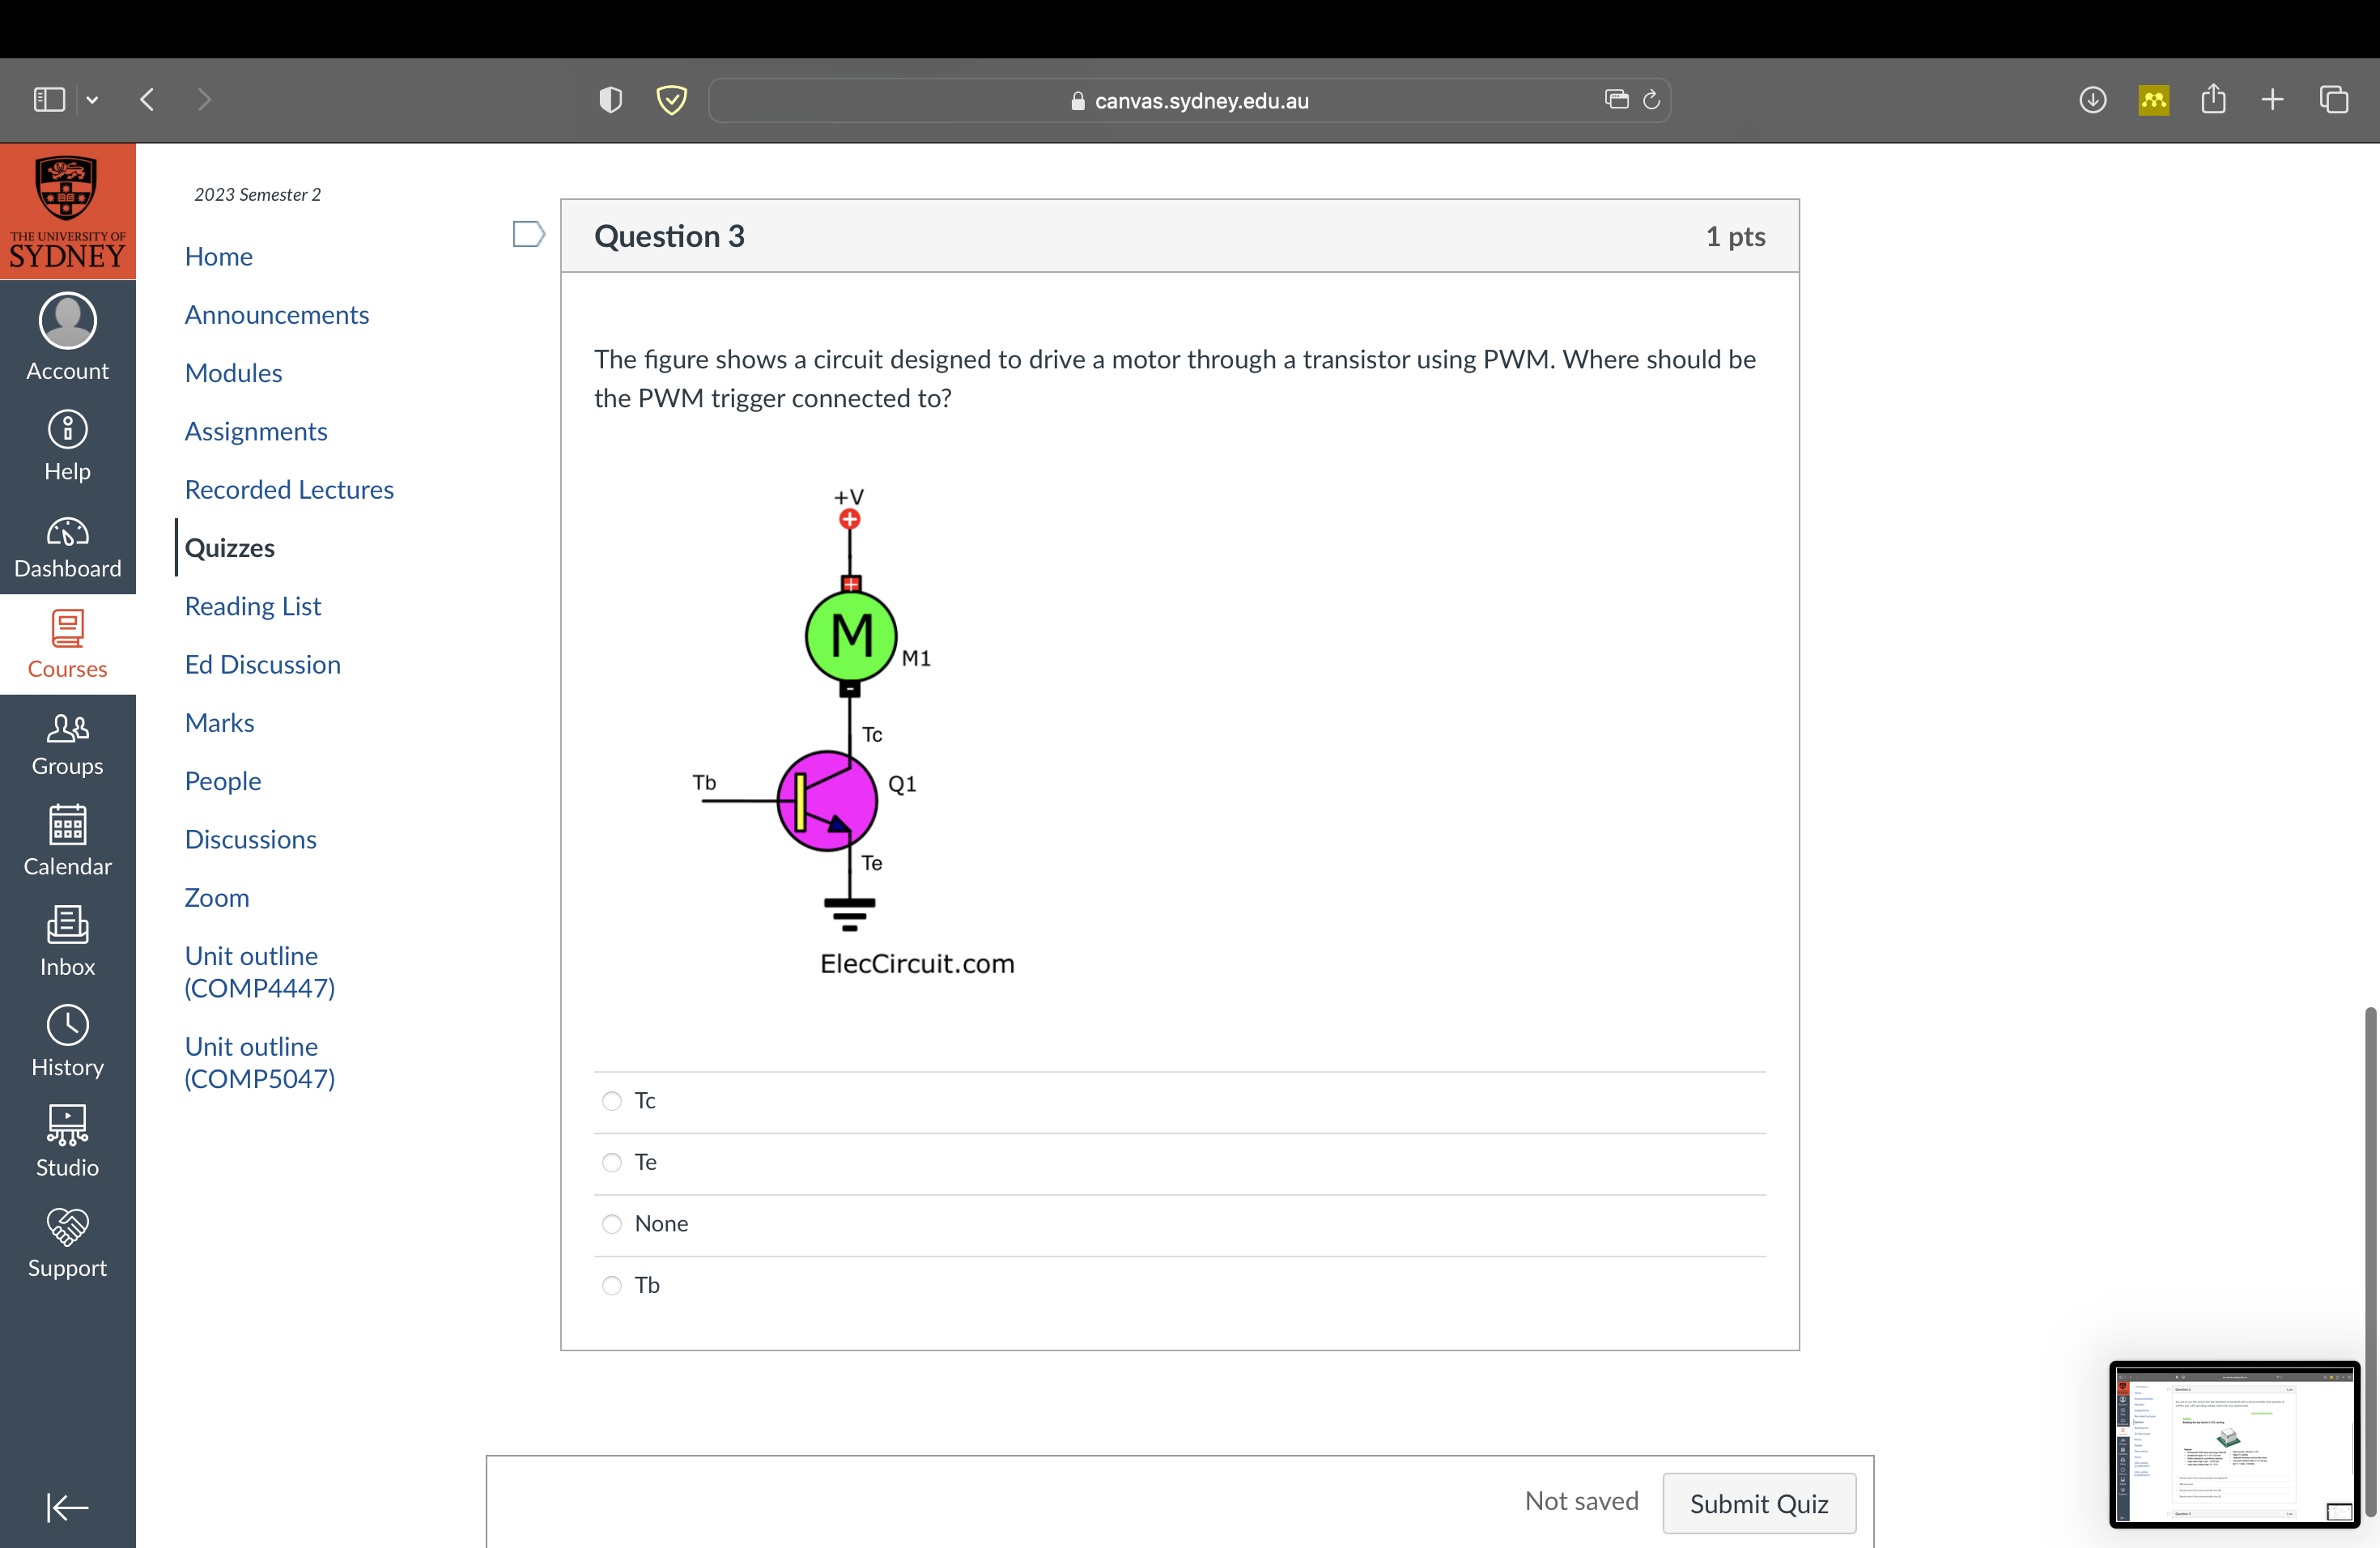 canvas.sydney.edu.au
THE UNIVERSITY OF
SYDNEY
Account
Help
Dashboard
Courses
Groups
Calendar
Inbox
History
Studio
Support
2023 Semester 2
Home
Announcements
Modules
Assignments
Recorded Lectures
Quizzes
Reading List
Ed Discussion
Marks
People
Discussions
Zoom
Unit outline
(COMP4447)
Unit outline
(COMP5047)
Question 3
1 pts
The figure shows a circuit designed to drive a motor through a transistor using PWM. Where should be
the PWM trigger connected to?
+V
M
M1
Tc
Tb
Q1
Te
ElecCircuit.com
Tc
Te
None
Tb
Not saved
Submit Quiz